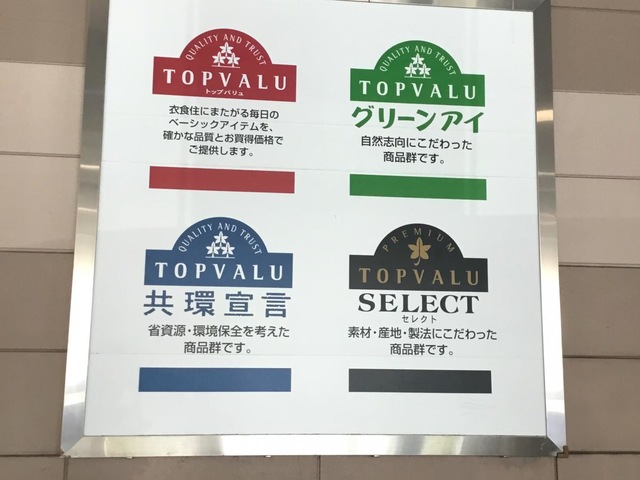 QUALITY AND TRUST
TOPVALU
トップバリュ
衣食住にまたがる毎日の
ベーシックアイテムを、
確かな品質とお買得価格で
ご提供します。
QUALITY AND TRUST
TOPVALU
グリーンアイ
自然志向にこだわった
商品群です。
QUALITY AND TRUST
TOPVALU
共環宣言
省資源・環境保全を考えた
商品群です。
PREMIUM
TOPVALU
SELECT
セレクト
素材・産地・製法にこだわった
商品群です。